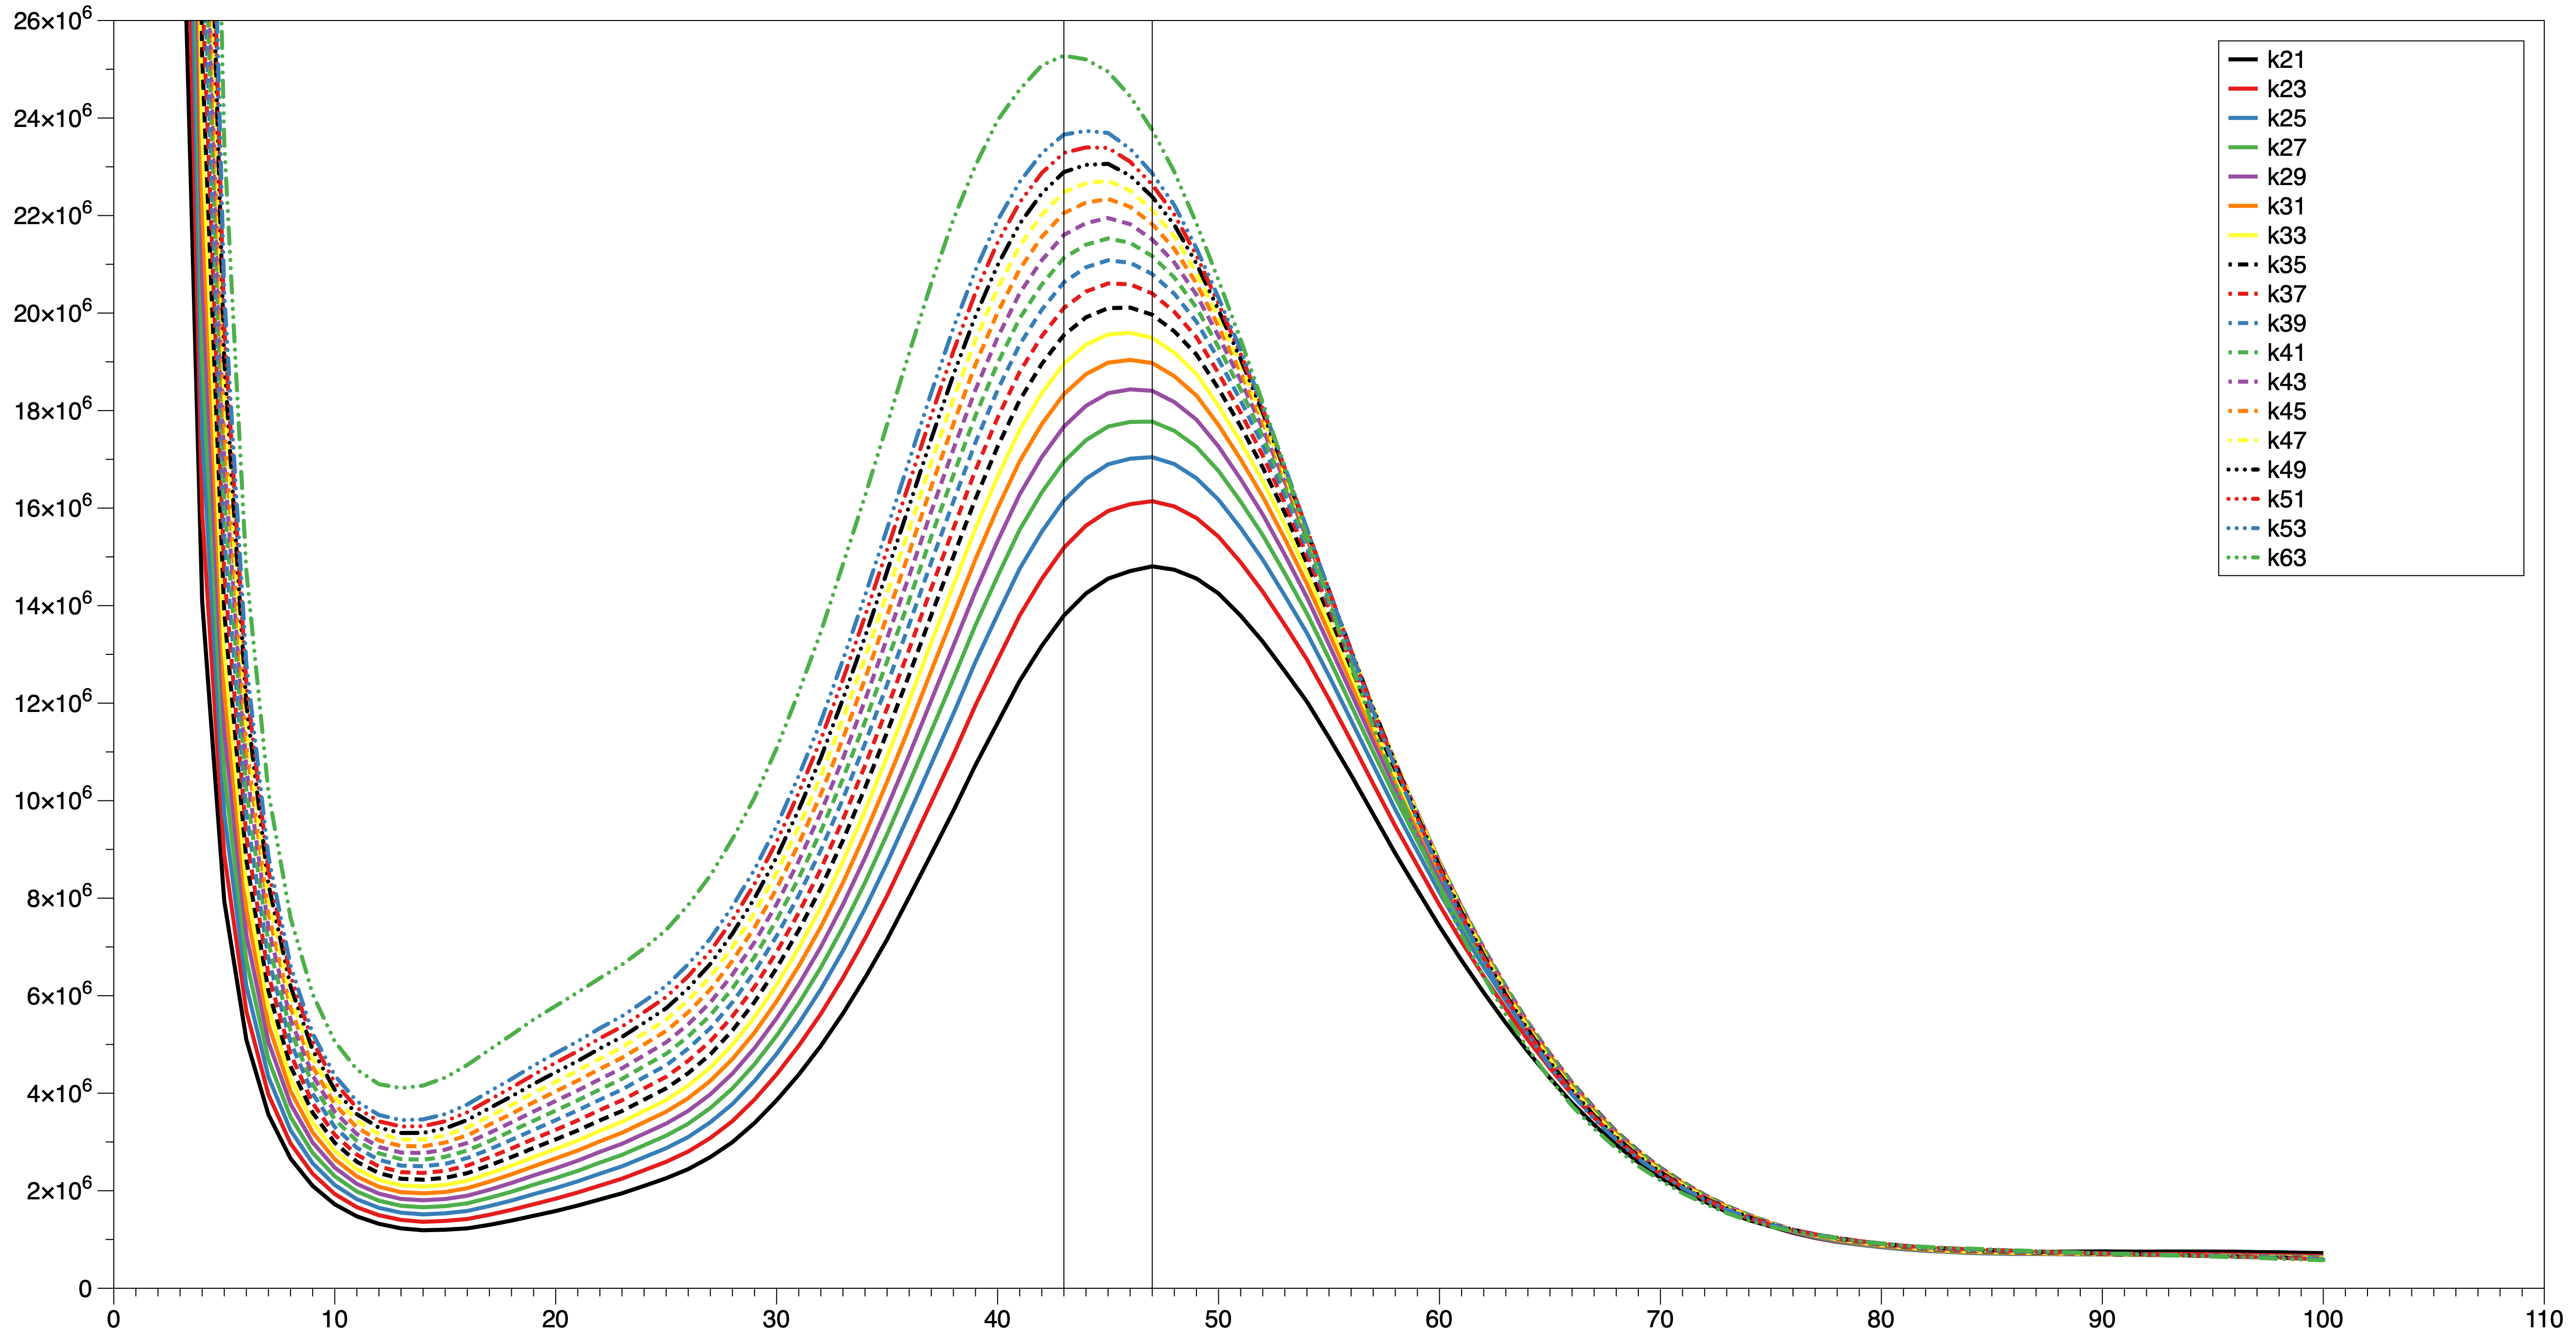 26×10⁶
24×10⁶
22×10⁶
20×10⁶
18×10⁶
16×10⁶
14×10⁶
12×10⁶
10×10⁶
8×10⁶
6×10⁶
4×10⁶
2×10⁶
0
0 10 20 30 40 50 60 70 80 90 100 110
k21
k23
k25
k27
k29
k31
k33
k35
k37
k39
k41
k43
k45
k47
k49
k51
k53
k63